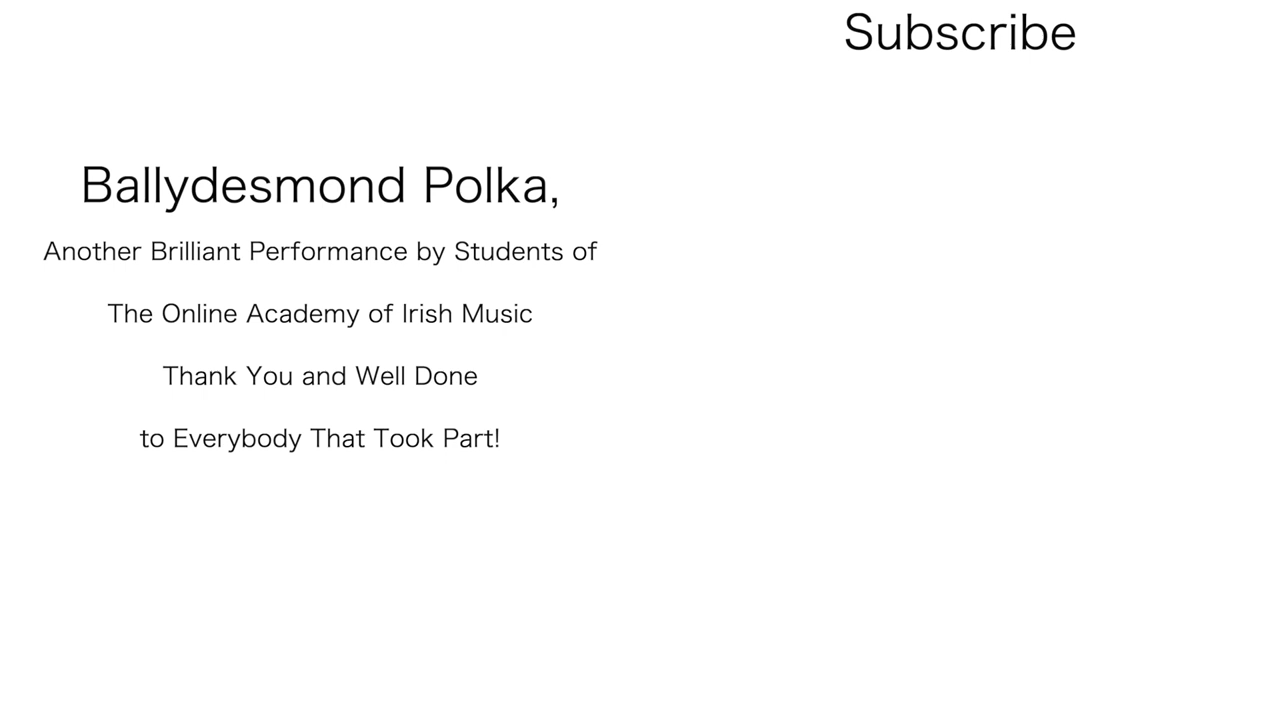 Subscribe
Ballydesmond Polka,
Another Brilliant Performance by Students of
The Online Academy of Irish Music
Thank You and Well Done
to Everybody That Took Part!